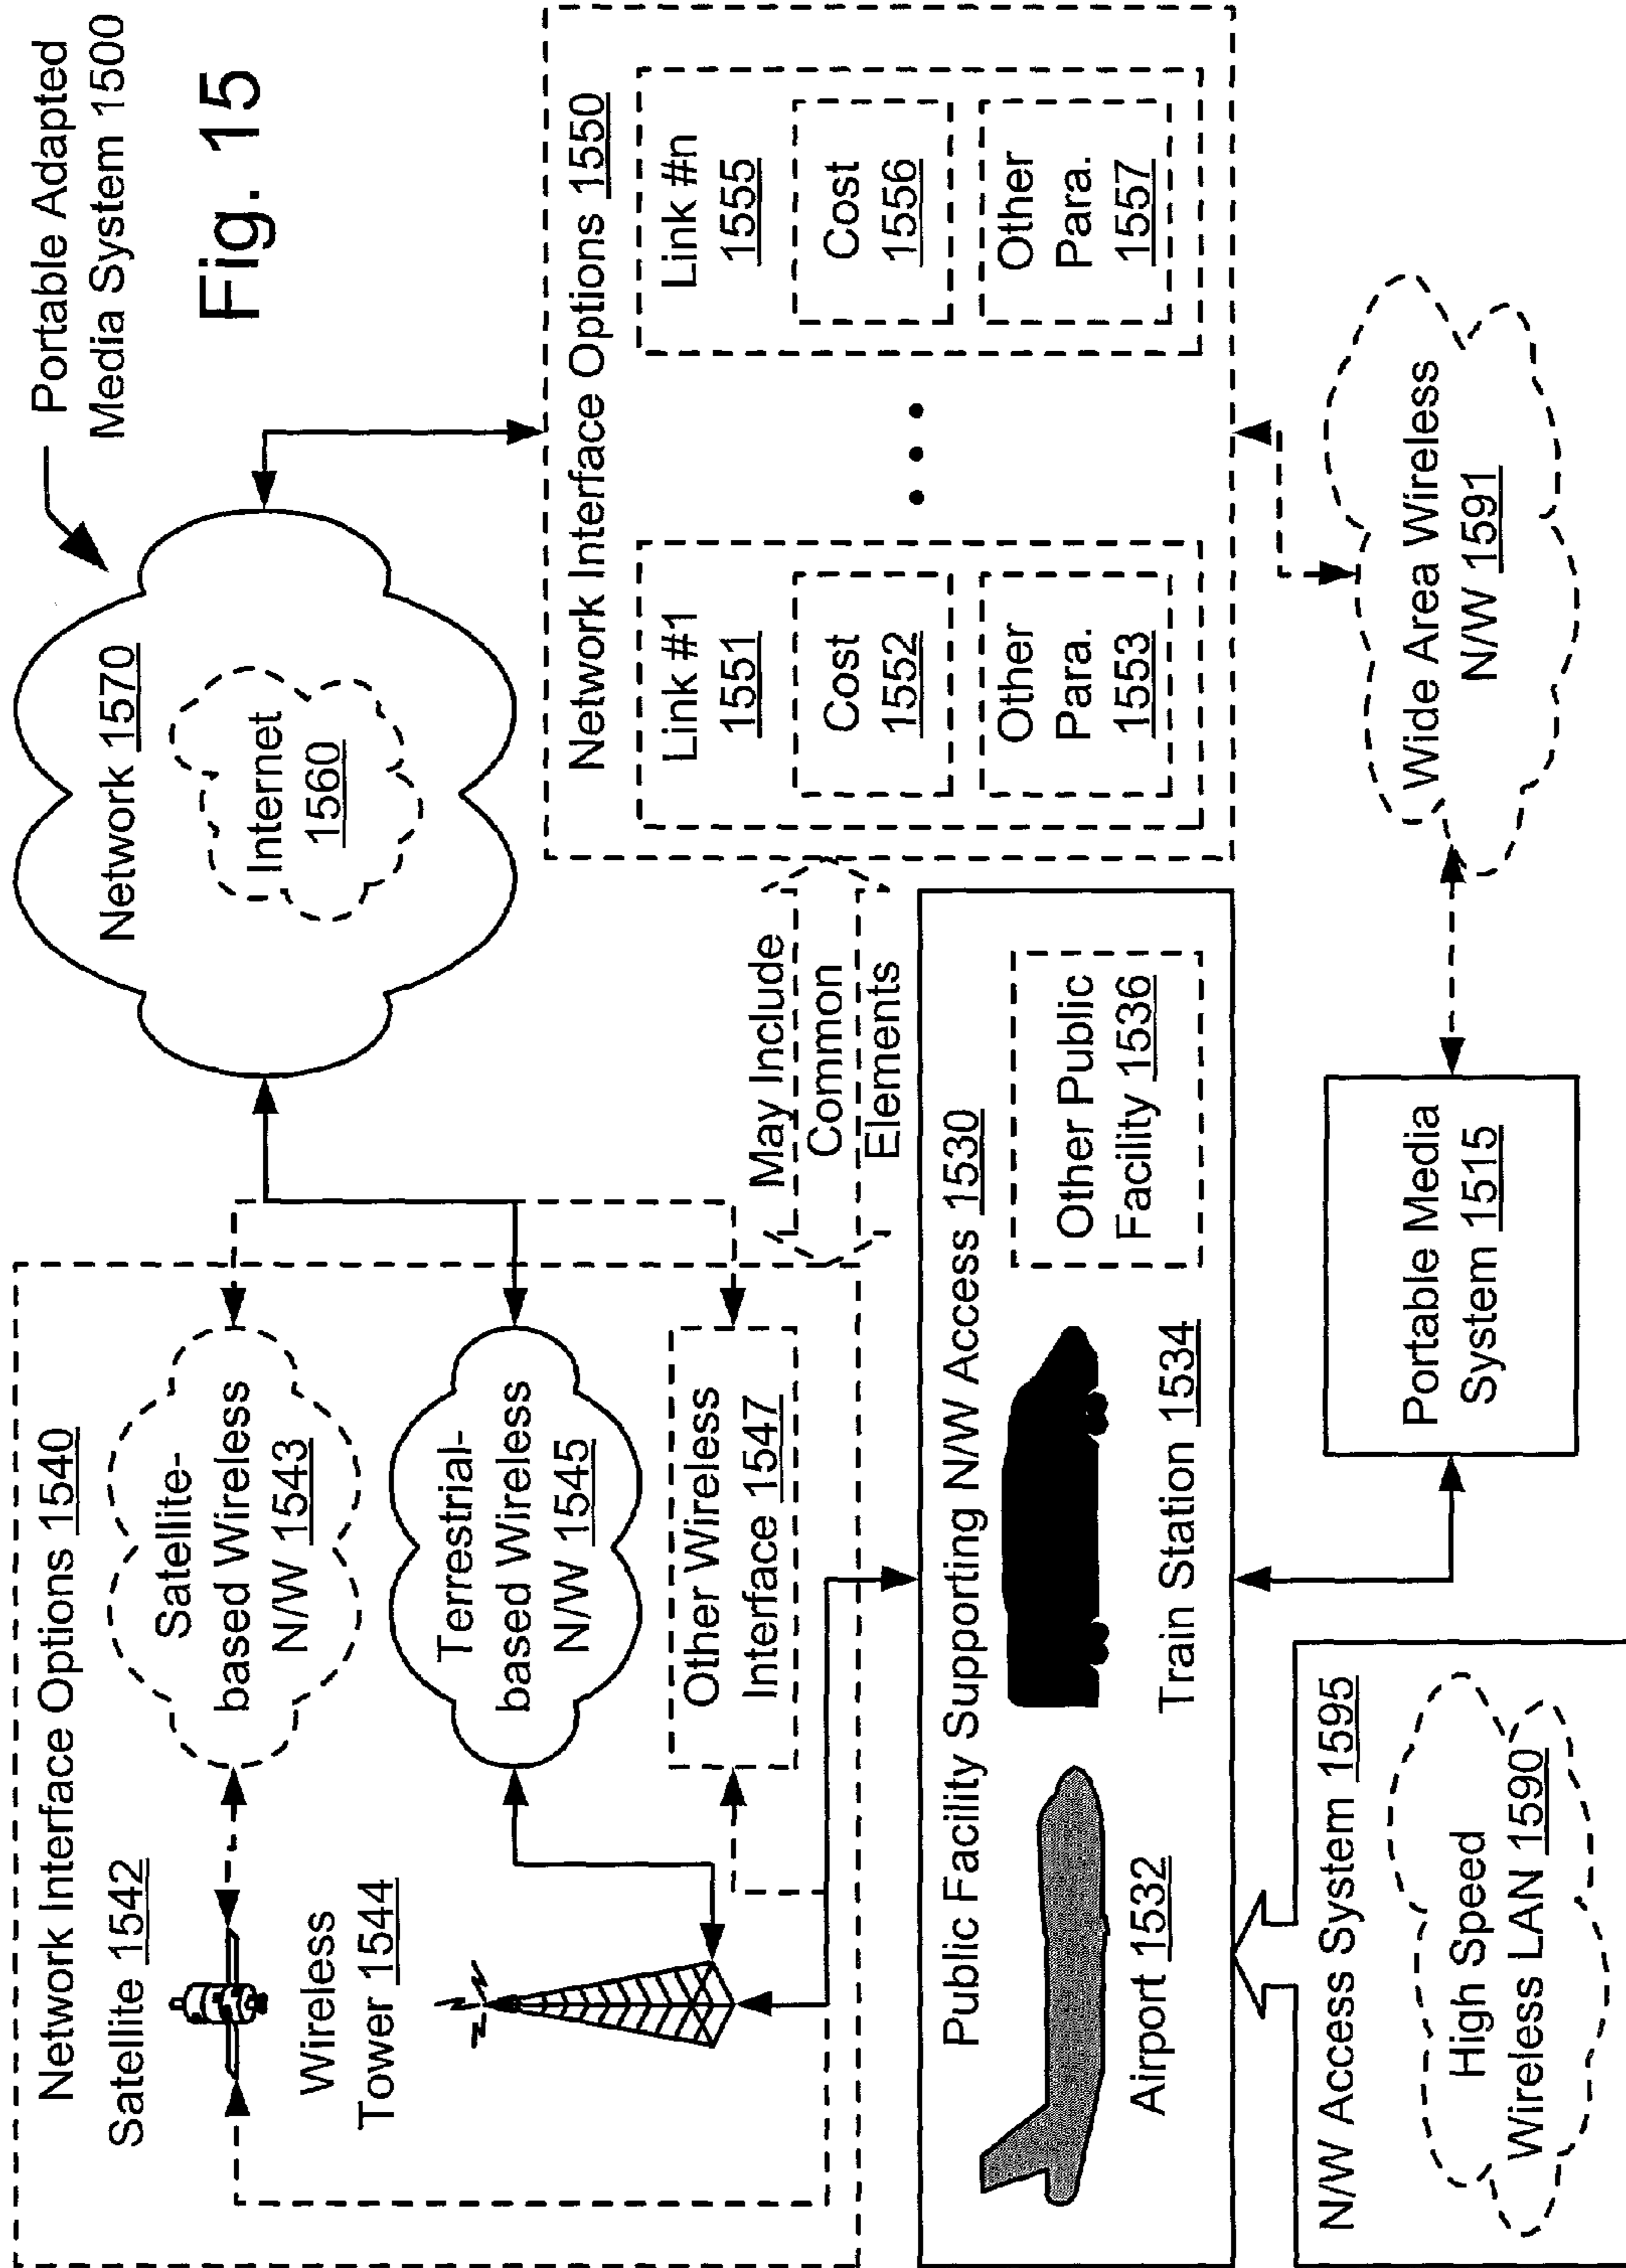 Portable Adapted
Media System 1500
Fig. 15
Network 1570
Internet
1560
Network Interface Options 1540
Satellite 1542
Satellite-
based Wireless
N/W 1543
Wireless
Tower 1544
Terrestrial-
based Wireless
N/W 1545
Other Wireless
Interface 1547
May Include
Common
Elements
Network Interface Options 1550
Link #1
1551
Cost
1552
Other
Para.
1553
Link #n
1555
Cost
1556
Other
Para.
1557
Public Facility Supporting N/W Access 1530
Airport 1532
Train Station 1534
Other Public
Facility 1536
N/W Access System 1595
High Speed
Wireless LAN 1590
Portable Media
System 1515
Wide Area Wireless
N/W 1591